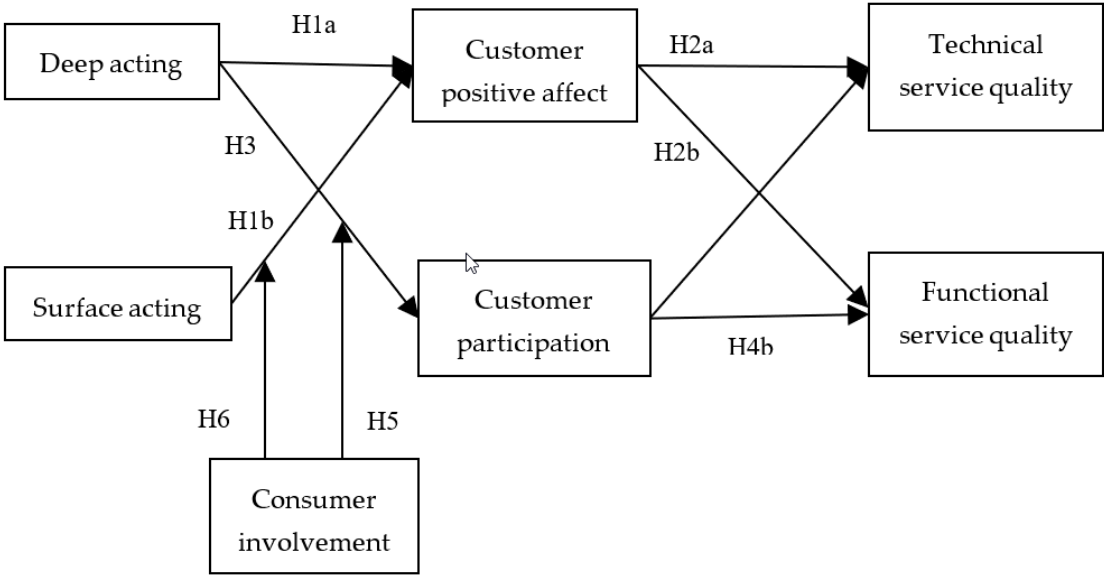 H1a
Deep acting
Customer
positive affect
H2a
Technical
service quality
H3
H2b
H1b
Surface acting
Customer
participation
Functional
service quality
H4b
H6
H5
Consumer
involvement